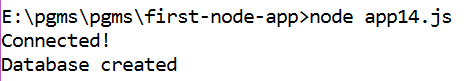 E:\pgms\pgms\first-node-app>node app14.js
Connected!
Database created